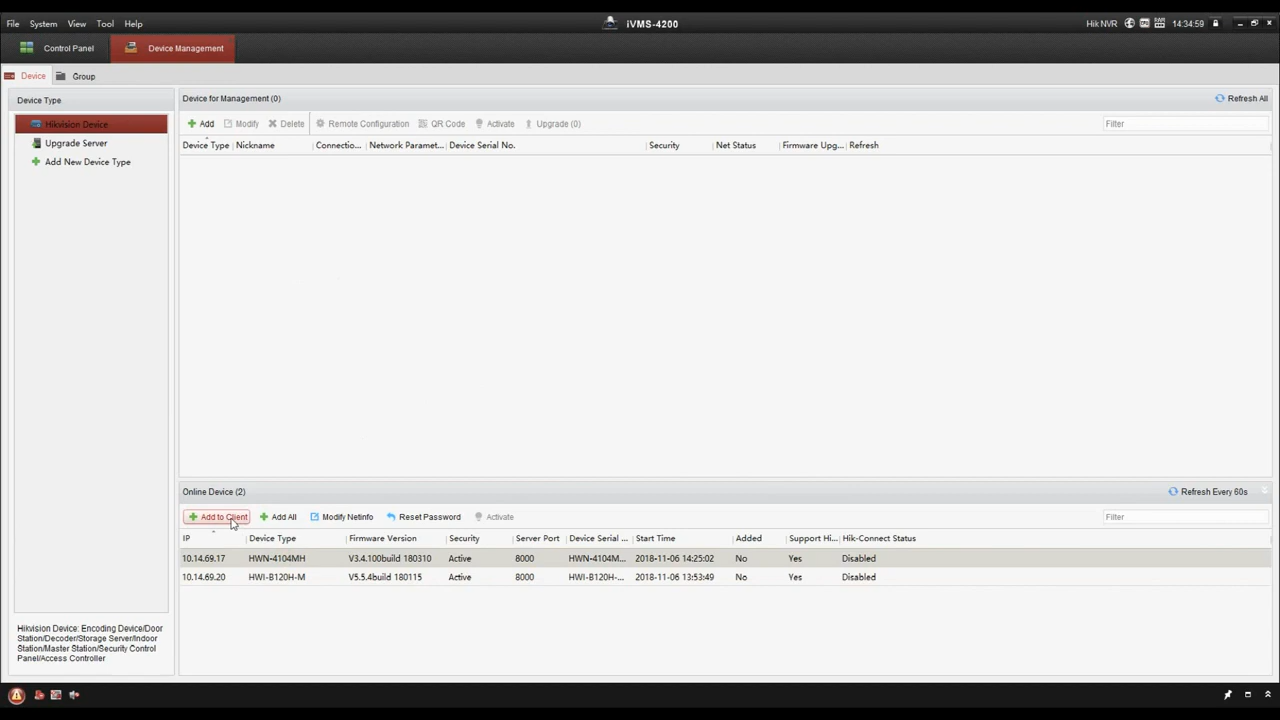 File System View Tool Help iVMS-4200 Hik NVR 14:34:59
Control Panel Device Management
Device Group
Device Type
Hikvision Device
Upgrade Server
Add New Device Type
Hikvision Device: Encoding Device/Door
Station/Decoder/Storage Server/Indoor
Station/Master Station/Security Control
Panel/Access Controller
Device for Management (0) Refresh All
Add Modify Delete Remote Configuration QR Code Activate Upgrade (0) Filter
Device Type Nickname Connectio... Network Paramet... Device Serial No. Security Net Status Firmware Upg... Refresh
Online Device (2) Refresh Every 60s
Add to Client Add All Modify Netinfo Reset Password Activate Filter
IP Device Type Firmware Version Security Server Port Device Serial ... Start Time Added Support Hi... Hik-Connect Status
10.14.69.17 HWN-4104MH V3.4.100build 180310 Active 8000 HWN-4104M... 2018-11-06 14:25:02 No Yes Disabled
10.14.69.20 HWI-B120H-M V5.5.4build 180115 Active 8000 HWI-B120H-... 2018-11-06 13:53:49 No Yes Disabled